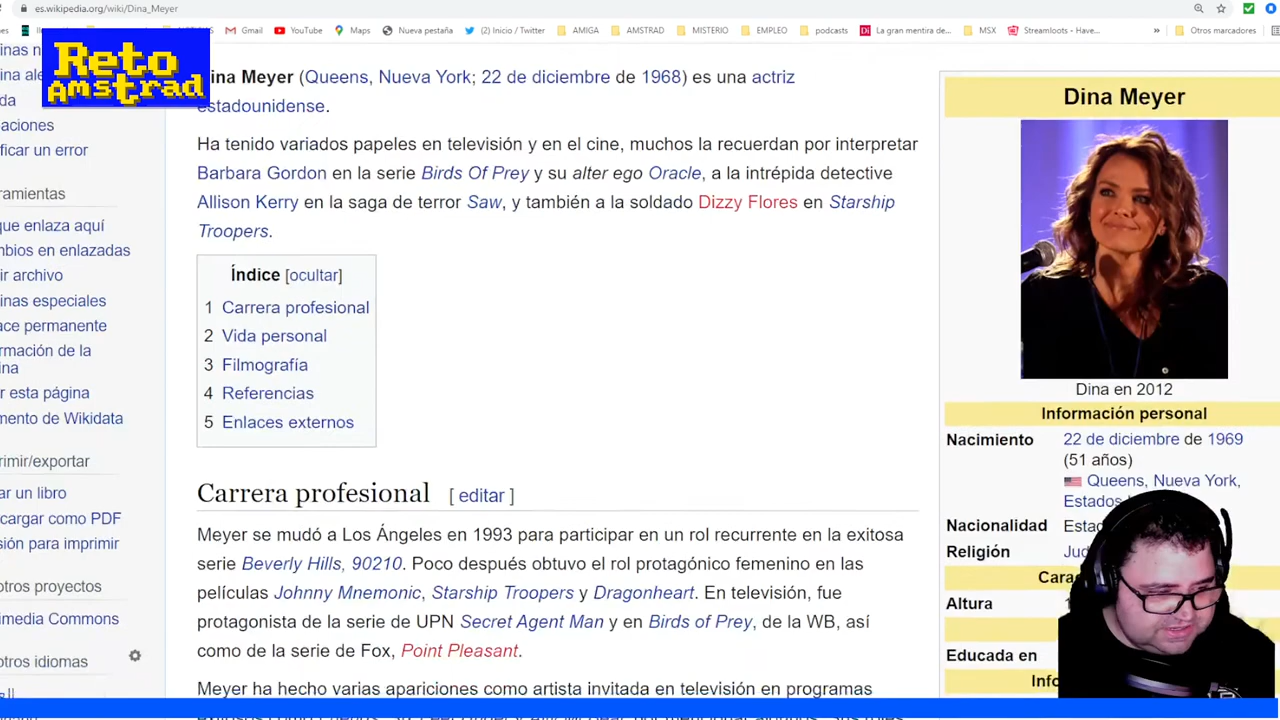 es.wikipedia.org/wiki/Dina_Meyer
Gmail
YouTube
Maps
Nueva pestaña
(2) Inicio / Twitter
AMIGA
AMSTRAD
MISTERIO
EMPLEO
podcasts
La gran mentira de...
MSX
Streamloots - Have...
»
Otros marcadores
Reto
Amstrad
aciones
ficar un error
ramientas
que enlaza aquí
mbios en enlazadas
ir archivo
inas especiales
ace permanente
rmación de la
ina
r esta página
mento de Wikidata
rimir/exportar
ar un libro
cargar como PDF
sión para imprimir
otros proyectos
imedia Commons
otros idiomas
ina Meyer (Queens, Nueva York; 22 de diciembre de 1968) es una actriz
estadounidense.
Ha tenido variados papeles en televisión y en el cine, muchos la recuerdan por interpretar
Barbara Gordon en la serie Birds Of Prey y su alter ego Oracle, a la intrépida detective
Allison Kerry en la saga de terror Saw, y también a la soldado Dizzy Flores en Starship
Troopers.
Índice [ocultar]
1 Carrera profesional
2 Vida personal
3 Filmografía
4 Referencias
5 Enlaces externos
Carrera profesional [ editar ]
Meyer se mudó a Los Ángeles en 1993 para participar en un rol recurrente en la exitosa
serie Beverly Hills, 90210. Poco después obtuvo el rol protagónico femenino en las
películas Johnny Mnemonic, Starship Troopers y Dragonheart. En televisión, fue
protagonista de la serie de UPN Secret Agent Man y en Birds of Prey, de la WB, así
como de la serie de Fox, Point Pleasant.
Meyer ha hecho varias apariciones como artista invitada en televisión en programas
Dina Meyer
Dina en 2012
Información personal
Nacimiento 22 de diciembre de 1969
(51 años)
Queens, Nueva York,
Estados
Nacionalidad Estad
Religión Jud
Carac
Altura
Educada en
Info